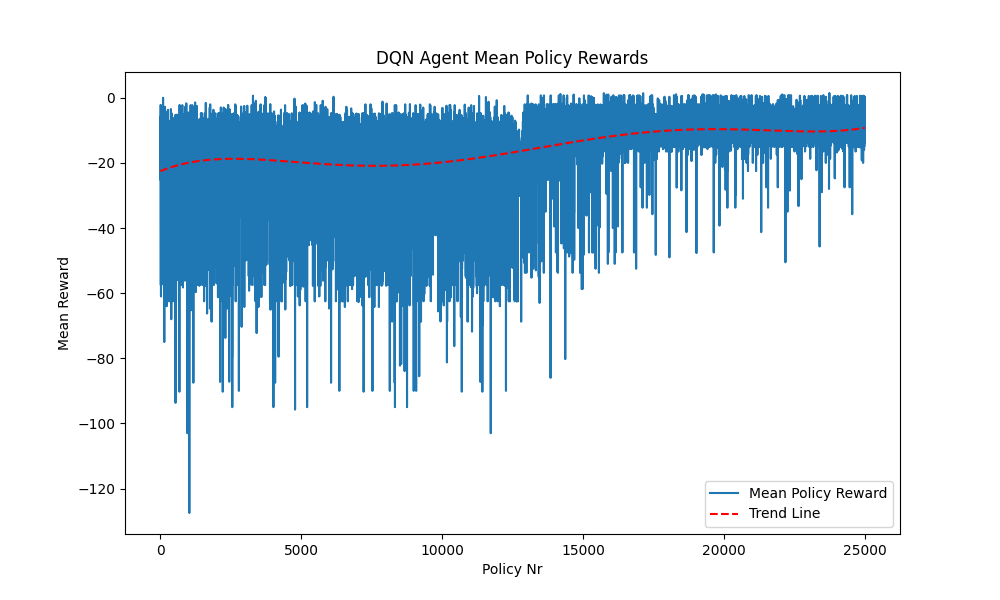 DQN Agent Mean Policy Rewards
0
−20
−40
−60
−80
−100
−120
Mean Reward
0
5000
10000
15000
20000
25000
Policy Nr
Mean Policy Reward
Trend Line